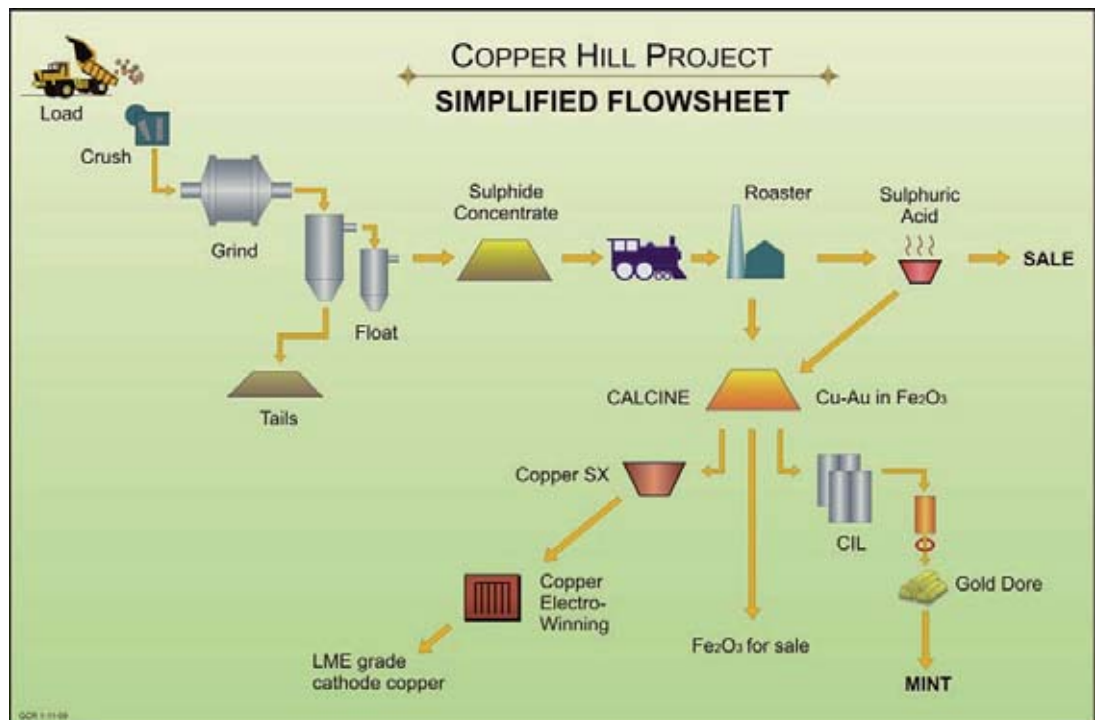 COPPER HILL PROJECT
SIMPLIFIED FLOWSHEET
Load
Crush
Grind
Float
Tails
Sulphide
Concentrate
Roaster
Sulphuric
Acid
SALE
CALCINE
Cu-Au in Fe₂O₃
Copper SX
CIL
Copper
Electro-
Winning
Gold Dore
LME grade
cathode copper
Fe₂O₃ for sale
MINT